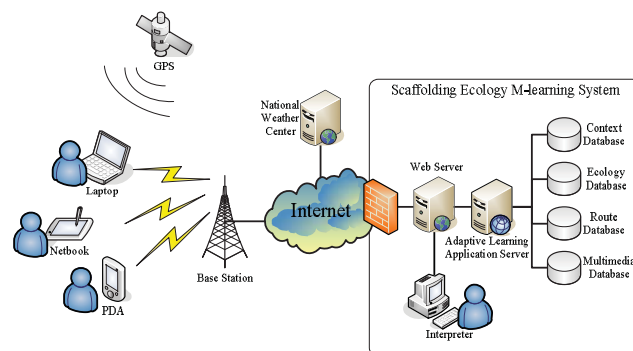 GPS
Scaffolding Ecology M-learning System
National
Weather
Center
Context
Database
Web Server
Laptop
Ecology
Database
Internet
Netbook
Route
Database
Base Station
Adaptive Learning
Application Server
Multimedia
Database
PDA
Interpreter